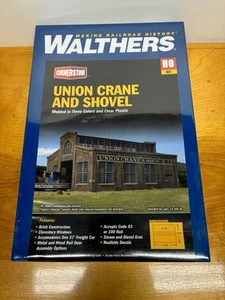 MAKING RAILROAD HISTORY
WALTHERS
CORNERSTONE
HO
UNION CRANE
AND SHOVEL
Molded in Three Colors and Clear Plastic
UNION CRANE & SHOVEL
Features
• Brick Construction
• Clerestory Windows
• Accommodates One 57' Freight Car
• Metal and Wood Rail Door
Assembly Options
• Accepts Code 83
or 100 Rail
• Steam and Diesel Eras
• Realistic Decals